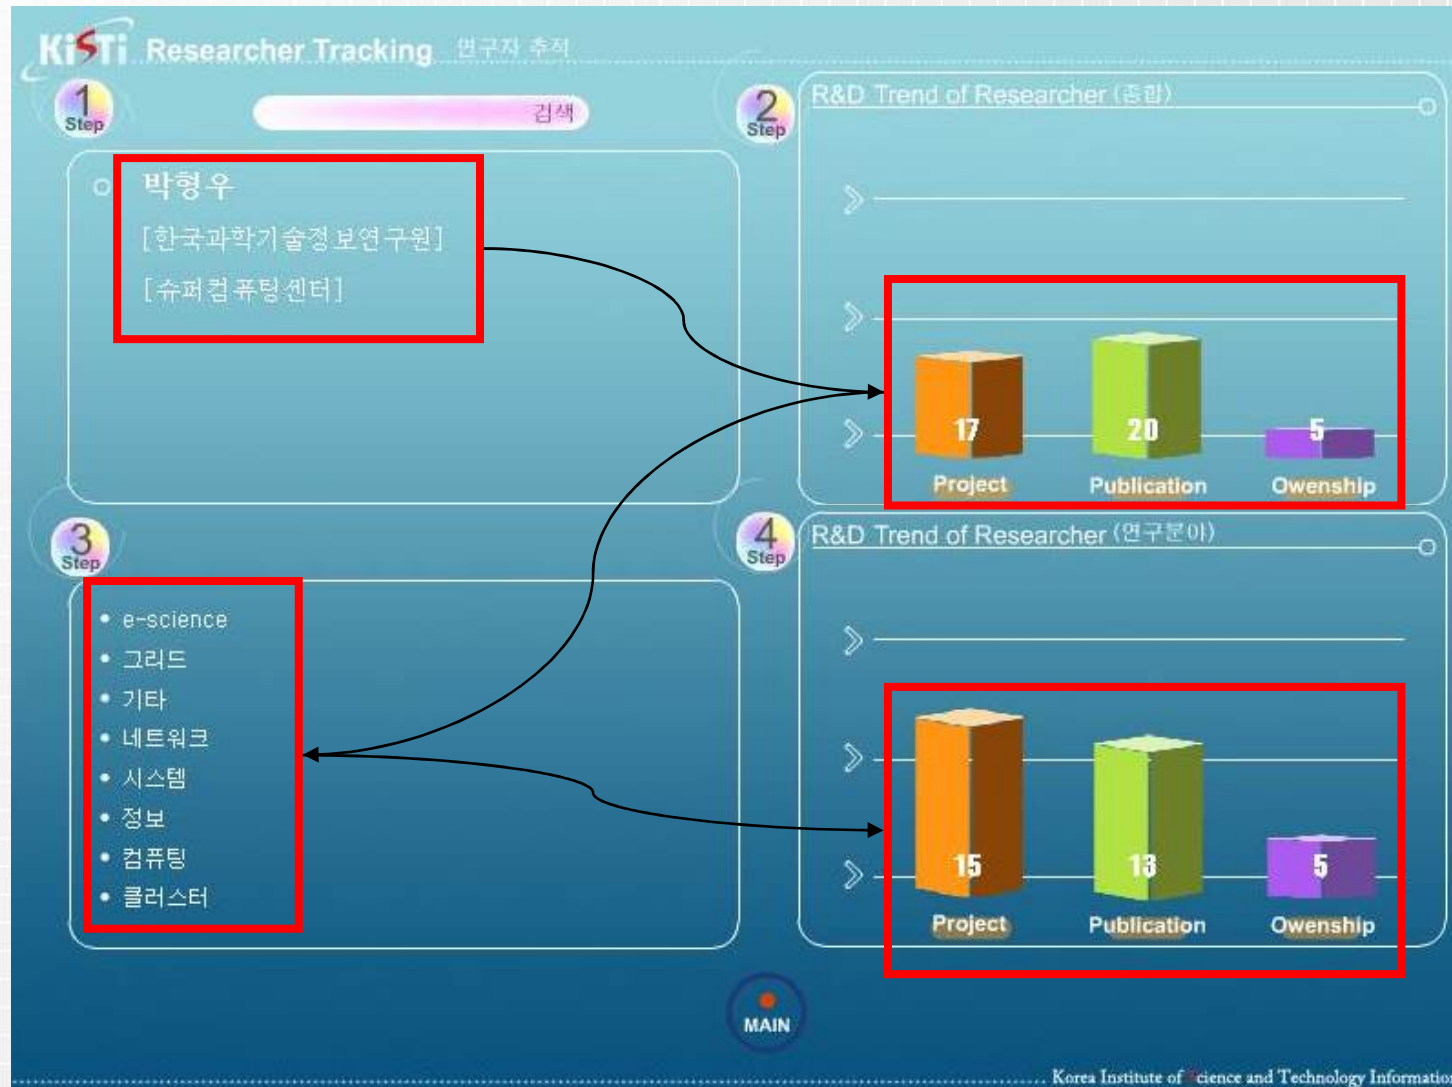 KiSTi Researcher Tracking 연구자 추적
1 Step
검색
박형우
[한국과학기술정보연구원]
[슈퍼컴퓨팅센터]
2 Step
R&D Trend of Researcher (종합)
17 20 5
Project Publication Owenship
3 Step
• e-science
• 그리드
• 기타
• 네트워크
• 시스템
• 정보
• 컴퓨팅
• 클러스터
4 Step
R&D Trend of Researcher (연구분야)
15 13 5
Project Publication Owenship
MAIN
Korea Institute of Science and Technology Information